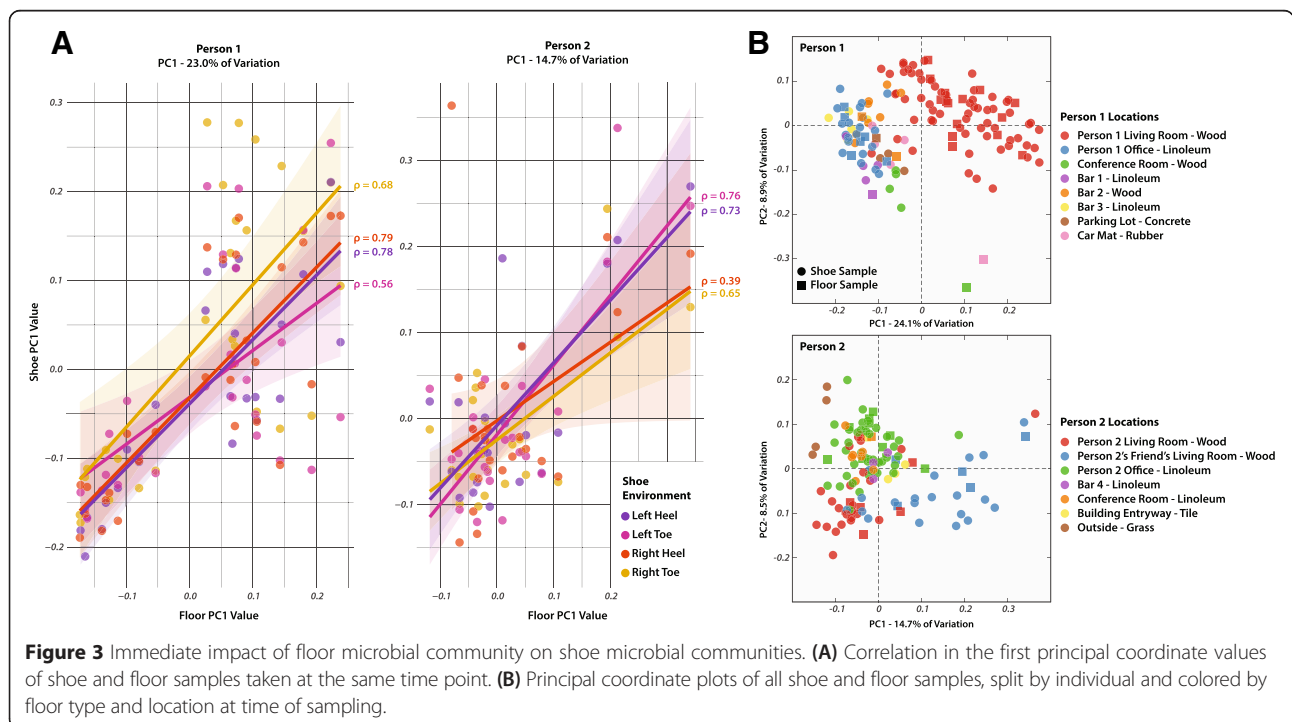 A
Person 1
PC1 - 23.0% of Variation
0.3
0.2
0.1
0.0
−0.1
−0.2
Shoe PC1 Value
−0.1
0.0
0.1
0.2
Floor PC1 Value
ρ = 0.68
ρ = 0.79
ρ = 0.78
ρ = 0.56
Person 2
PC1 - 14.7% of Variation
0.3
0.2
0.1
0.0
−0.1
−0.1
0.0
0.1
0.2
Floor PC1 Value
ρ = 0.76
ρ = 0.73
ρ = 0.39
ρ = 0.65
Shoe
Environment
Left Heel
Left Toe
Right Heel
Right Toe
B
Person 1
0.1
0
-0.1
-0.2
-0.3
PC2- 8.9% of Variation
Shoe Sample
Floor Sample
-0.2
-0.1
0
0.1
0.2
PC1 - 24.1% of Variation
Person 1 Locations
Person 1 Living Room - Wood
Person 1 Office - Linoleum
Conference Room - Wood
Bar 1 - Linoleum
Bar 2 - Wood
Bar 3 - Linoleum
Parking Lot - Concrete
Car Mat - Rubber
Person 2
0.2
0.1
0
0.1
-0.2
PC2- 8.5% of Variation
-0.1
0
0.1
0.2
0.3
PC1 - 14.7% of Variation
Person 2 Locations
Person 2 Living Room - Wood
Person 2's Friend's Living Room - Wood
Person 2 Office - Linoleum
Bar 4 - Linoleum
Conference Room - Linoleum
Building Entryway - Tile
Outside - Grass
Figure 3 Immediate impact of floor microbial community on shoe microbial communities. (A) Correlation in the first principal coordinate values
of shoe and floor samples taken at the same time point. (B) Principal coordinate plots of all shoe and floor samples, split by individual and colored by
floor type and location at time of sampling.